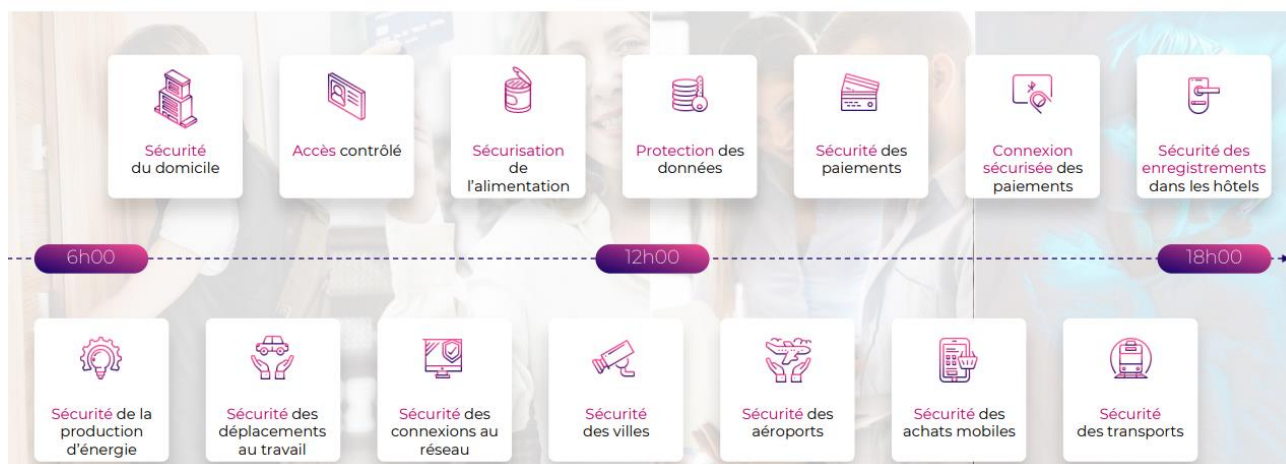 Sécurité
du domicile
Accès contrôlé
Sécurisation
de
l'alimentation
Protection des
données
Sécurité des
paiements
Connexion
sécurisée des
paiements
Sécurité des
enregistrements
dans les hôtels
6h00
12h00
18h00
Sécurité de la
production
d'énergie
Sécurité des
déplacements
au travail
Sécurité des
connexions au
réseau
Sécurité
des villes
Sécurité des
aéroports
Sécurité des
achats mobiles
Sécurité
des transports